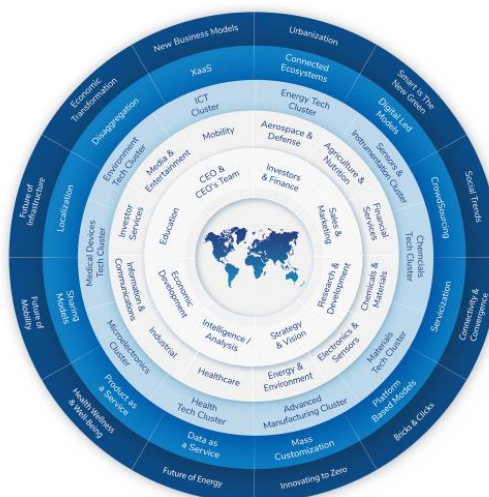 New Business Models
Urbanization
Smart Is The
New Green
Social Trends
Connectivity &
Convergence
Bricks & Clicks
Innovating to Zero
Future of Energy
Health Wellness
& Well-Being
Future of
Mobility
Future of
Infrastructure
Economic
Transformation
XaaS
Connected
Ecosystems
Digital Led
Models
CrowdSourcing
Servicization
Platform
Based Models
Mass
Customization
Data as
a Service
Product as
a Service
Sharing
Models
Localization
Disaggregation
ICT
Cluster
Energy Tech
Cluster
Sensors &
Instrumentation Cluster
Chemcials
Tech Cluster
Materials
Tech Cluster
Advanced
Manufacturing Cluster
Health
Tech Cluster
Microelectronics
Cluster
Medical Devices
Tech Cluster
Environment
Tech Cluster
Mobility
Aerospace &
Defense
Agriculture &
Nutrition
Financial
Services
Chemicals &
Materials
Electronics &
Sensors
Energy &
Environment
Healthcare
Industrial
Information &
Communications
Investor
Services
Media &
Entertainment
CEO &
CEO's Team
Investors
& Finance
Sales &
Marketing
Research &
Development
Strategy
& Vision
Intelligence /
Analysis
Economic
Development
Education